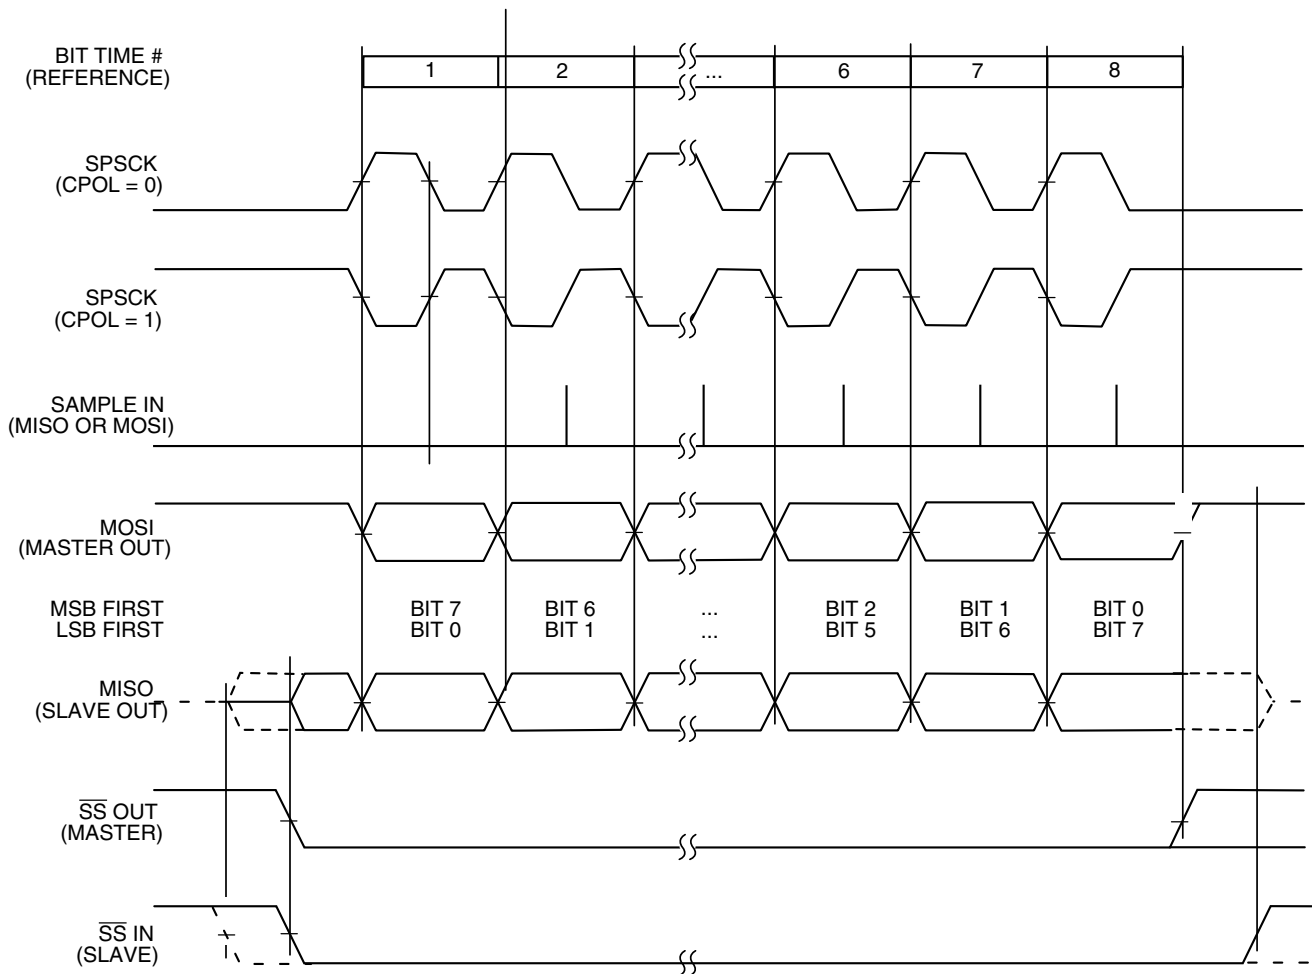 BIT TIME #
(REFERENCE)
1 2 ... 6 7 8
SPSCK
(CPOL = 0)
SPSCK
(CPOL = 1)
SAMPLE IN
(MISO OR MOSI)
MOSI
(MASTER OUT)
MSB FIRST BIT 7 BIT 6 ... BIT 2 BIT 1 BIT 0
LSB FIRST BIT 0 BIT 1 ... BIT 5 BIT 6 BIT 7
MISO
(SLAVE OUT)
S̅S̅ OUT
(MASTER)
S̅S̅ IN
(SLAVE)